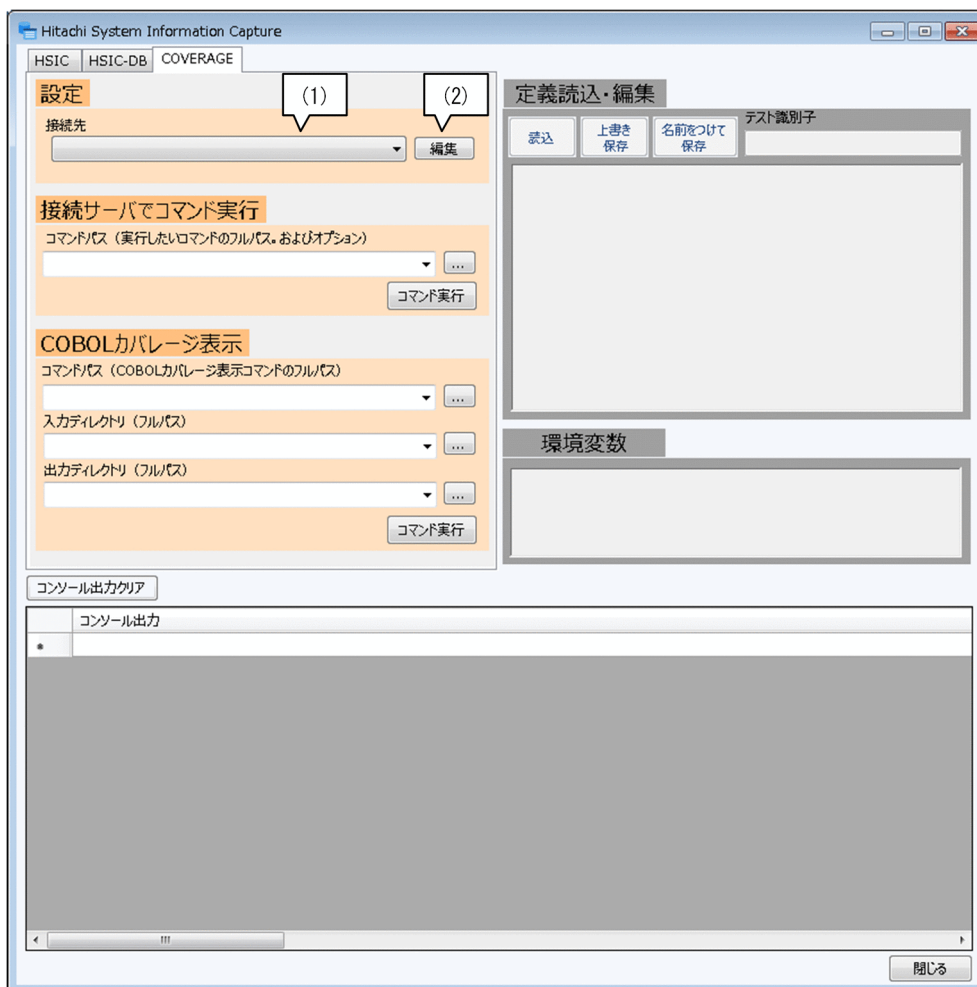 Hitachi System Information Capture
HSIC
HSIC-DB
COVERAGE
設定
(1)
(2)
接続先
編集
接続サーバでコマンド実行
コマンドパス（実行したいコマンドのフルパス。およびオプション）
...
コマンド実行
COBOLカバレージ表示
コマンドパス（COBOLカバレージ表示コマンドのフルパス）
...
入力ディレクトリ（フルパス）
...
出力ディレクトリ（フルパス）
...
コマンド実行
定義読込・編集
読込
上書き
保存
名前をつけて
保存
テスト識別子
環境変数
コンソール出力クリア
コンソール出力
閉じる